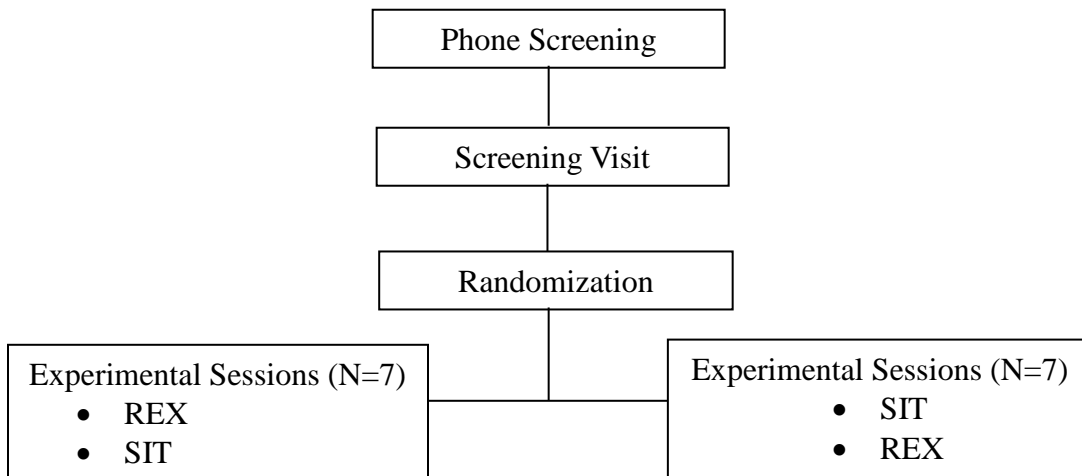 Phone Screening
Screening Visit
Randomization
Experimental Sessions (N=7)
• REX
• SIT
Experimental Sessions (N=7)
• SIT
• REX